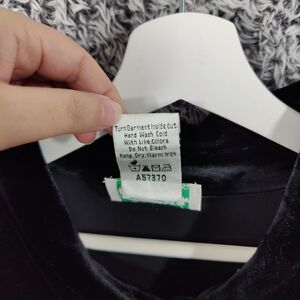 Turn Garment Inside Out
Hand Wash Cold
With Like Colors
Do Not Bleach
Hang Dry, Warm Iron
A57370